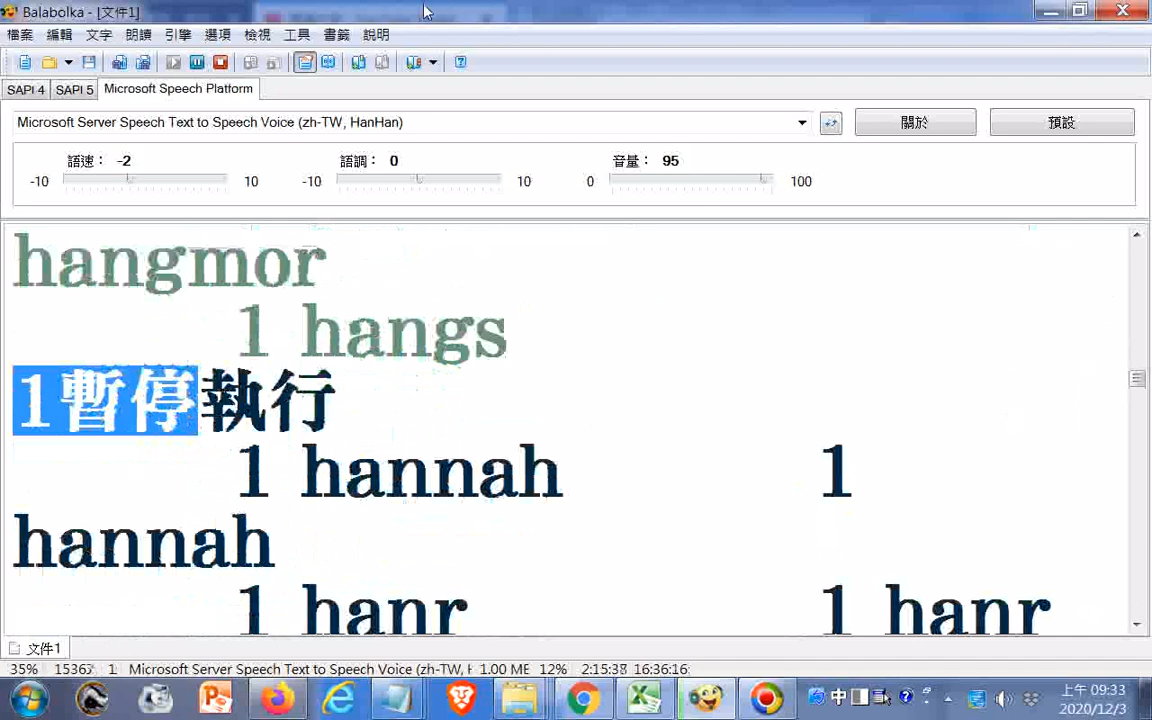 Balabolka - [文件1]
檔案 編輯 文字 朗讀 引擎 選項 檢視 工具 書籤 說明
SAPI 4 SAPI 5 Microsoft Speech Platform
Microsoft Server Speech Text to Speech Voice (zh-TW, HanHan) 關於 預設
語速： -2 語調： 0 音量： 95
-10 10 -10 10 0 100
hangmor
1 hangs
1暫停執行
1 hannah 1
hannah
1 hanr 1 hanr
文件1
35% 15367 1 Microsoft Server Speech Text to Speech Voice (zh-TW, 1.00 ME 12% 2:15:38 16:36:16
中 上午 09:33
2020/12/3